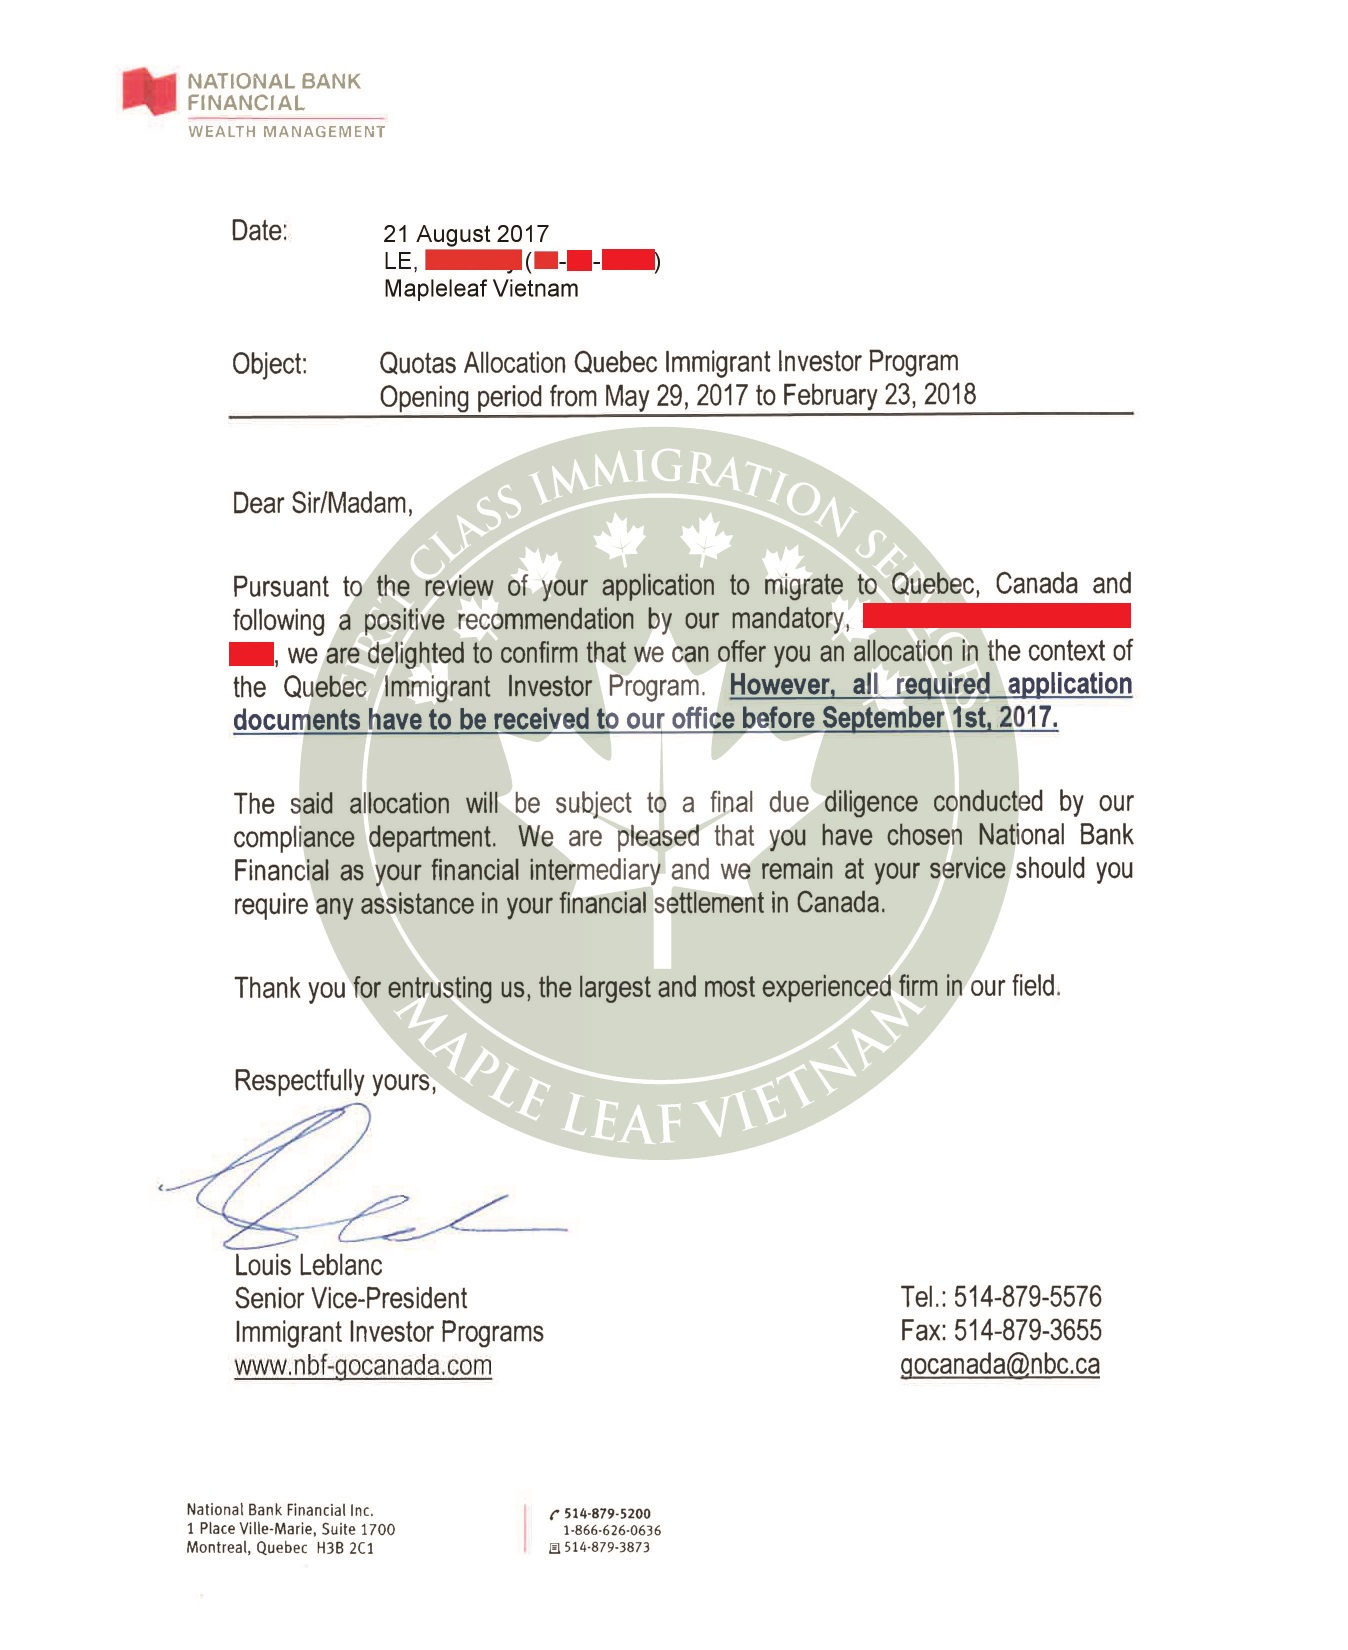 NATIONAL BANK
FINANCIAL
WEALTH MANAGEMENT
Date: 21 August 2017
LE, ( - - )
Mapleleaf Vietnam
Object: Quotas Allocation Quebec Immigrant Investor Program
Opening period from May 29, 2017 to February 23, 2018
Dear Sir/Madam,
Pursuant to the review of your application to migrate to Quebec, Canada and
following a positive recommendation by our mandatory,
, we are delighted to confirm that we can offer you an allocation in the context of
the Quebec Immigrant Investor Program. However, all required application
documents have to be received to our office before September 1st, 2017.
The said allocation will be subject to a final due diligence conducted by our
compliance department. We are pleased that you have chosen National Bank
Financial as your financial intermediary and we remain at your service should you
require any assistance in your financial settlement in Canada.
Thank you for entrusting us, the largest and most experienced firm in our field.
Respectfully yours,
Louis Leblanc
Senior Vice-President
Immigrant Investor Programs
www.nbf-gocanada.com
Tel.: 514-879-5576
Fax: 514-879-3655
gocanada@nbc.ca
National Bank Financial Inc.
1 Place Ville-Marie, Suite 1700
Montreal, Quebec H3B 2C1
514-879-5200
1-866-626-0636
514-879-3873
FIRST CLASS IMMIGRATION SERVICES
MAPLE LEAF VIETNAM